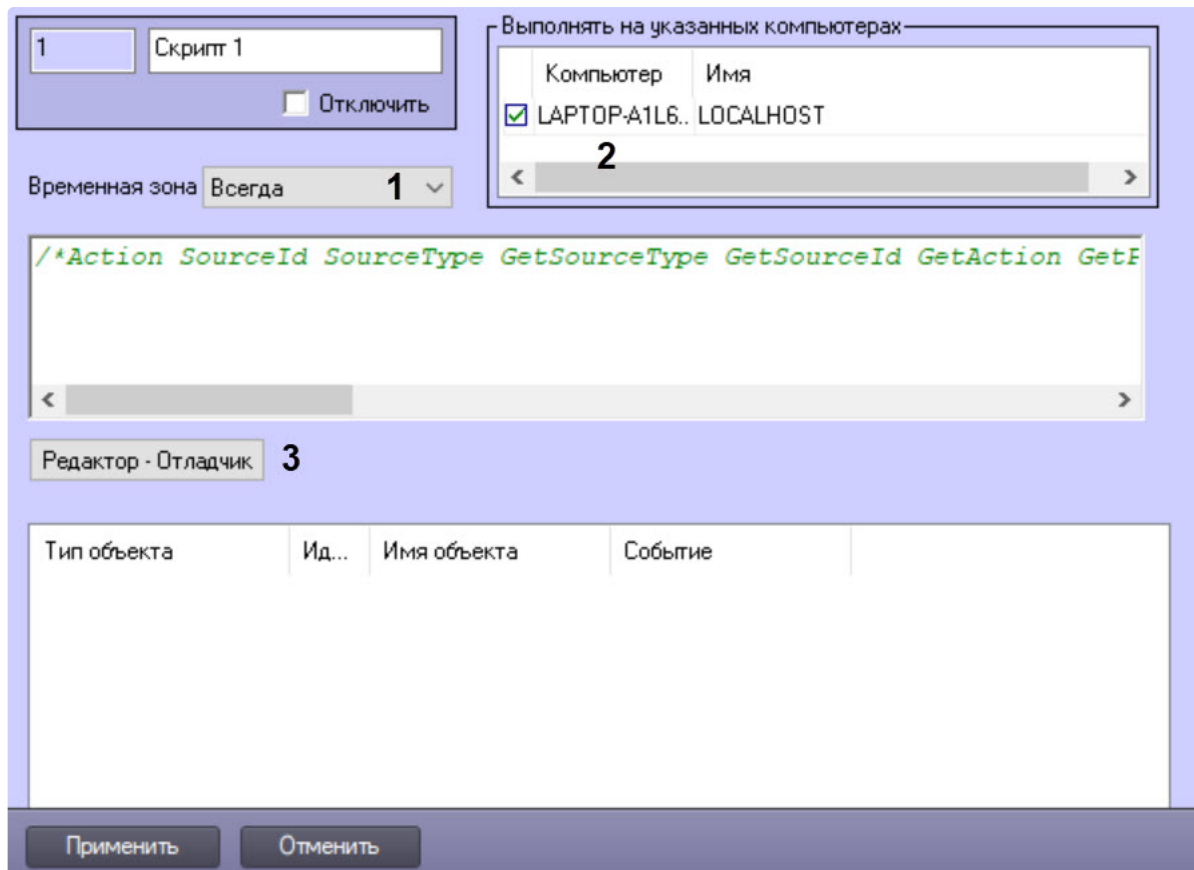 1
Скрипт 1
Отключить
Временная зона Всегда 1
Выполнять на указанных компьютерах
Компьютер Имя
LAPTOP-A1L6.. LOCALHOST
2
/*Action SourceId SourceType GetSourceType GetSourceId GetAction
Редактор - Отладчик 3
Тип объекта Ид... Имя объекта Событие
Применить Отменить